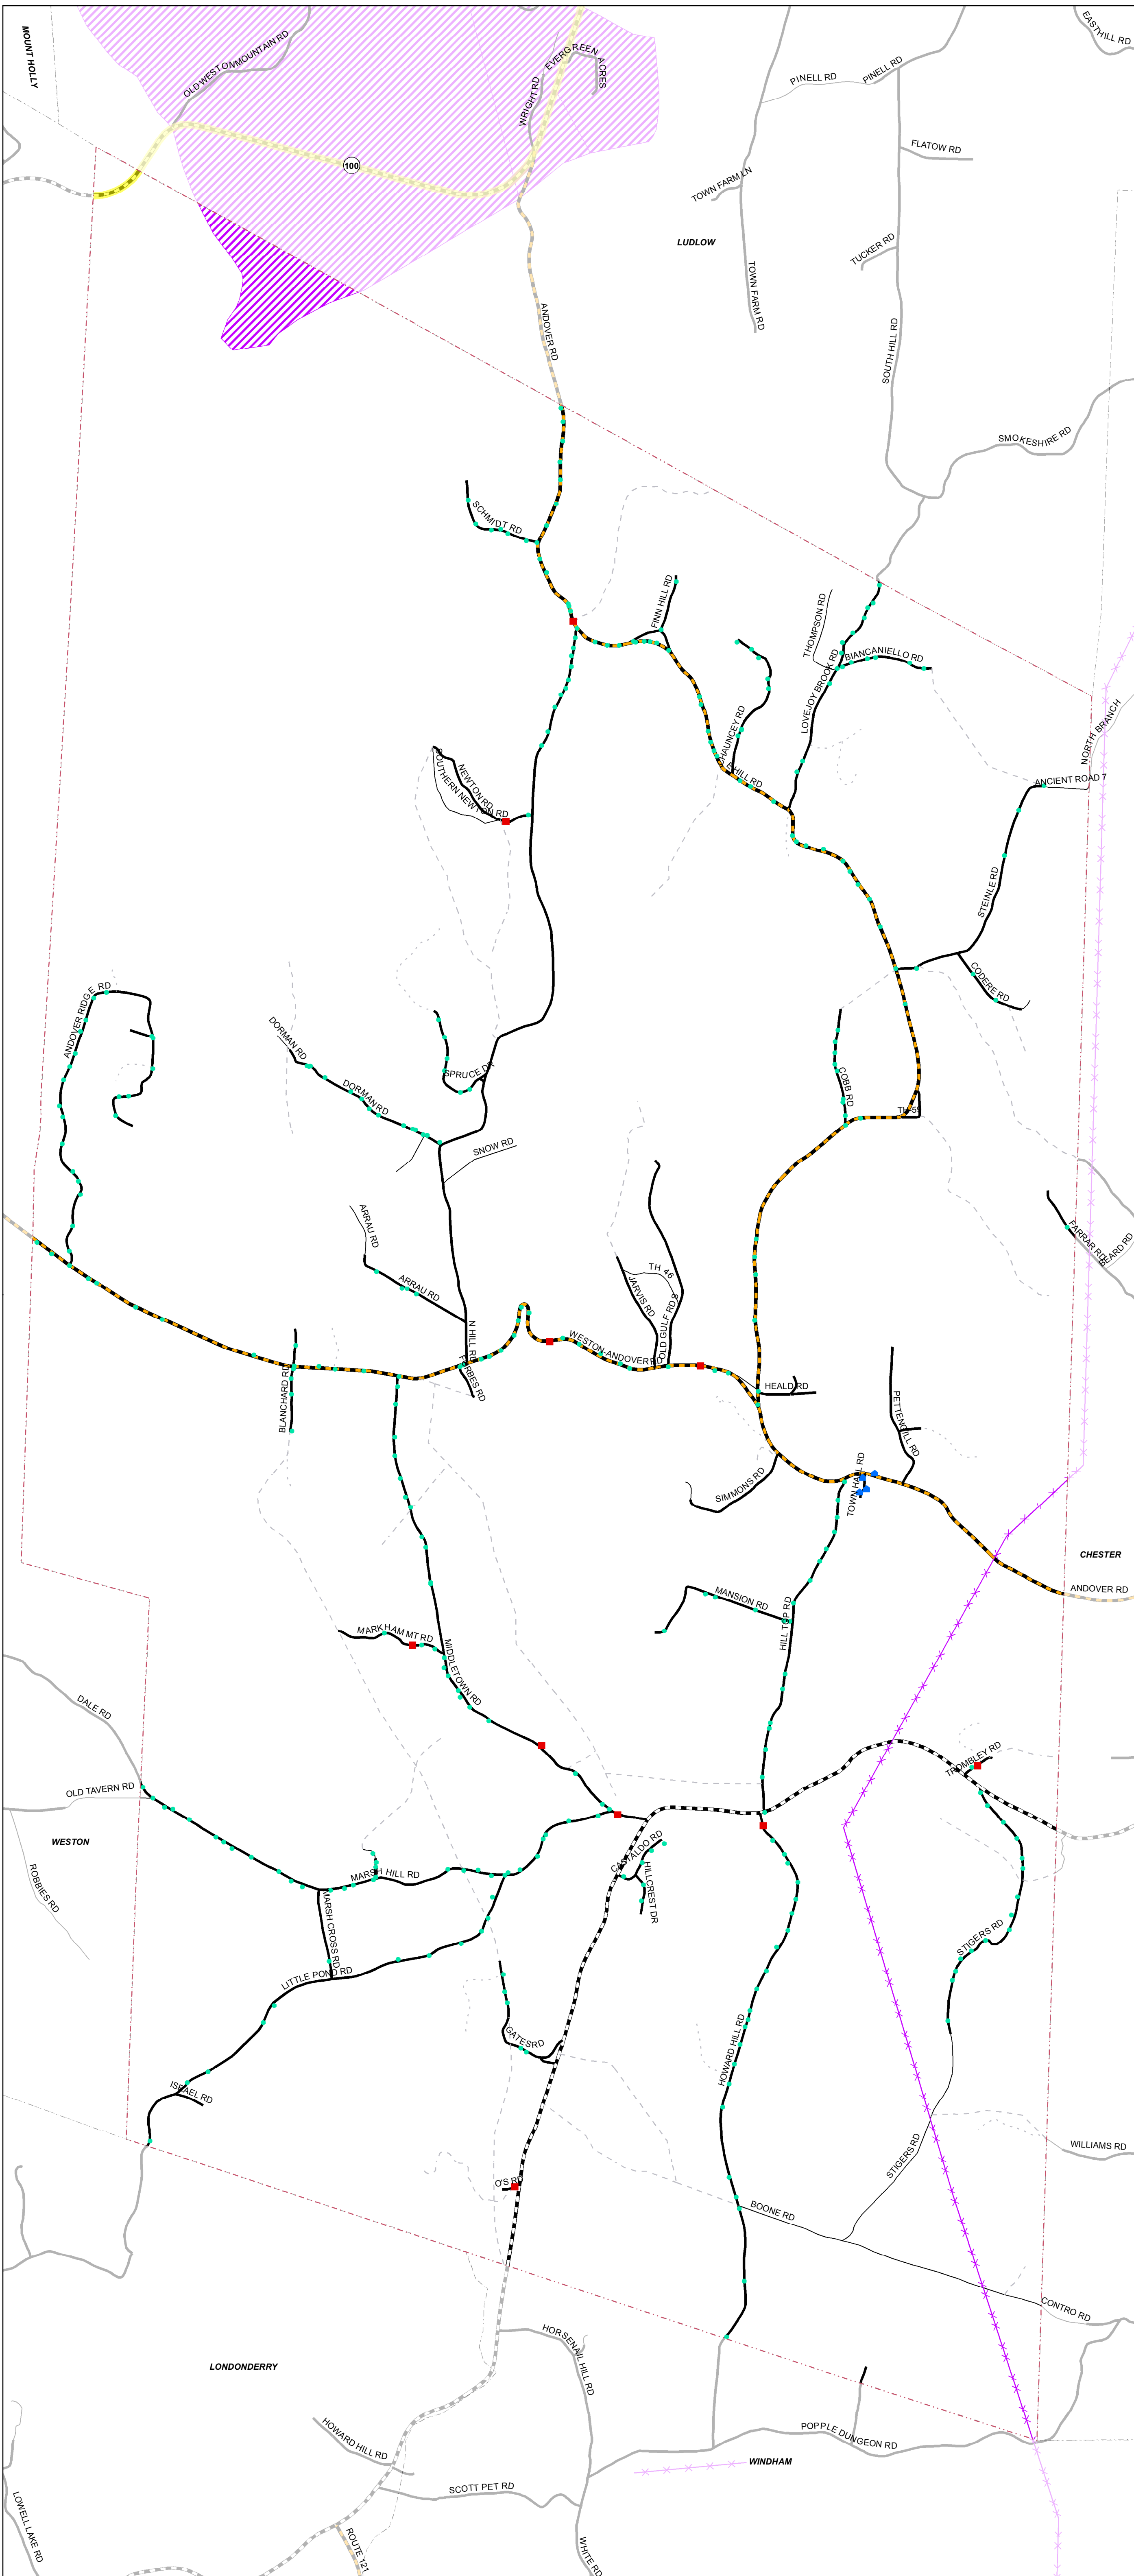 MOUNT HOLLY
OLD WESTON MOUNTAIN RD
EVERGREEN ACRES
WRIGHT RD
EASTHILL RD
PINELL RD
PINELL RD
100
FLATOW RD
TOWN FARM LN
LUDLOW
TUCKER RD
TOWN FARM RD
ANDOVER RD
SOUTH HILL RD
SMOKESHIRE RD
SCHMIDT RD
FINN HILL RD
THOMPSON RD
BIANCANIELLO RD
LOVEJOY BROOK RD
CHAUNCEY RD
E HILL RD
NORTH BRANCH
ANCIENT ROAD 7
NEWTON RD
SOUTHERN NEWTON RD
STEINLE RD
CODERE RD
ANDOVER RIDGE RD
DORMAN RD
DORMAN RD
SPRUCE DR
COBB RD
TH 59
SNOW RD
ARRAU RD
ARRAU RD
FARRAR RD
BEARD RD
TH 46
JARVIS RD
OLD GULF RD S
N HILL RD
WESTON-ANDOVER RD
FORBES RD
BLANCHARD RD
HEALD RD
PETTENGILL RD
SIMMONS RD
TOWN HALL RD
CHESTER
ANDOVER RD
MANSION RD
HILL TOP RD
MARKHAM MT RD
MIDDLETOWN RD
DALE RD
TROMBLEY RD
OLD TAVERN RD
WESTON
CASTALDO RD
HILLCREST DR
ROBBIES RD
MARSH HILL RD
MARSH CROSS RD
STIGERS RD
LITTLE POND RD
GATES RD
HOWARD HILL RD
ISRAEL RD
WILLIAMS RD
STIGERS RD
O'S RD
BOONE RD
CONTRO RD
HORSENAIL HILL RD
LONDONDERRY
HOWARD HILL RD
POPPLE DUNGEON RD
WINDHAM
SCOTT PET RD
LOWELL LAKE RD
ROUTE 121
WHITE RD